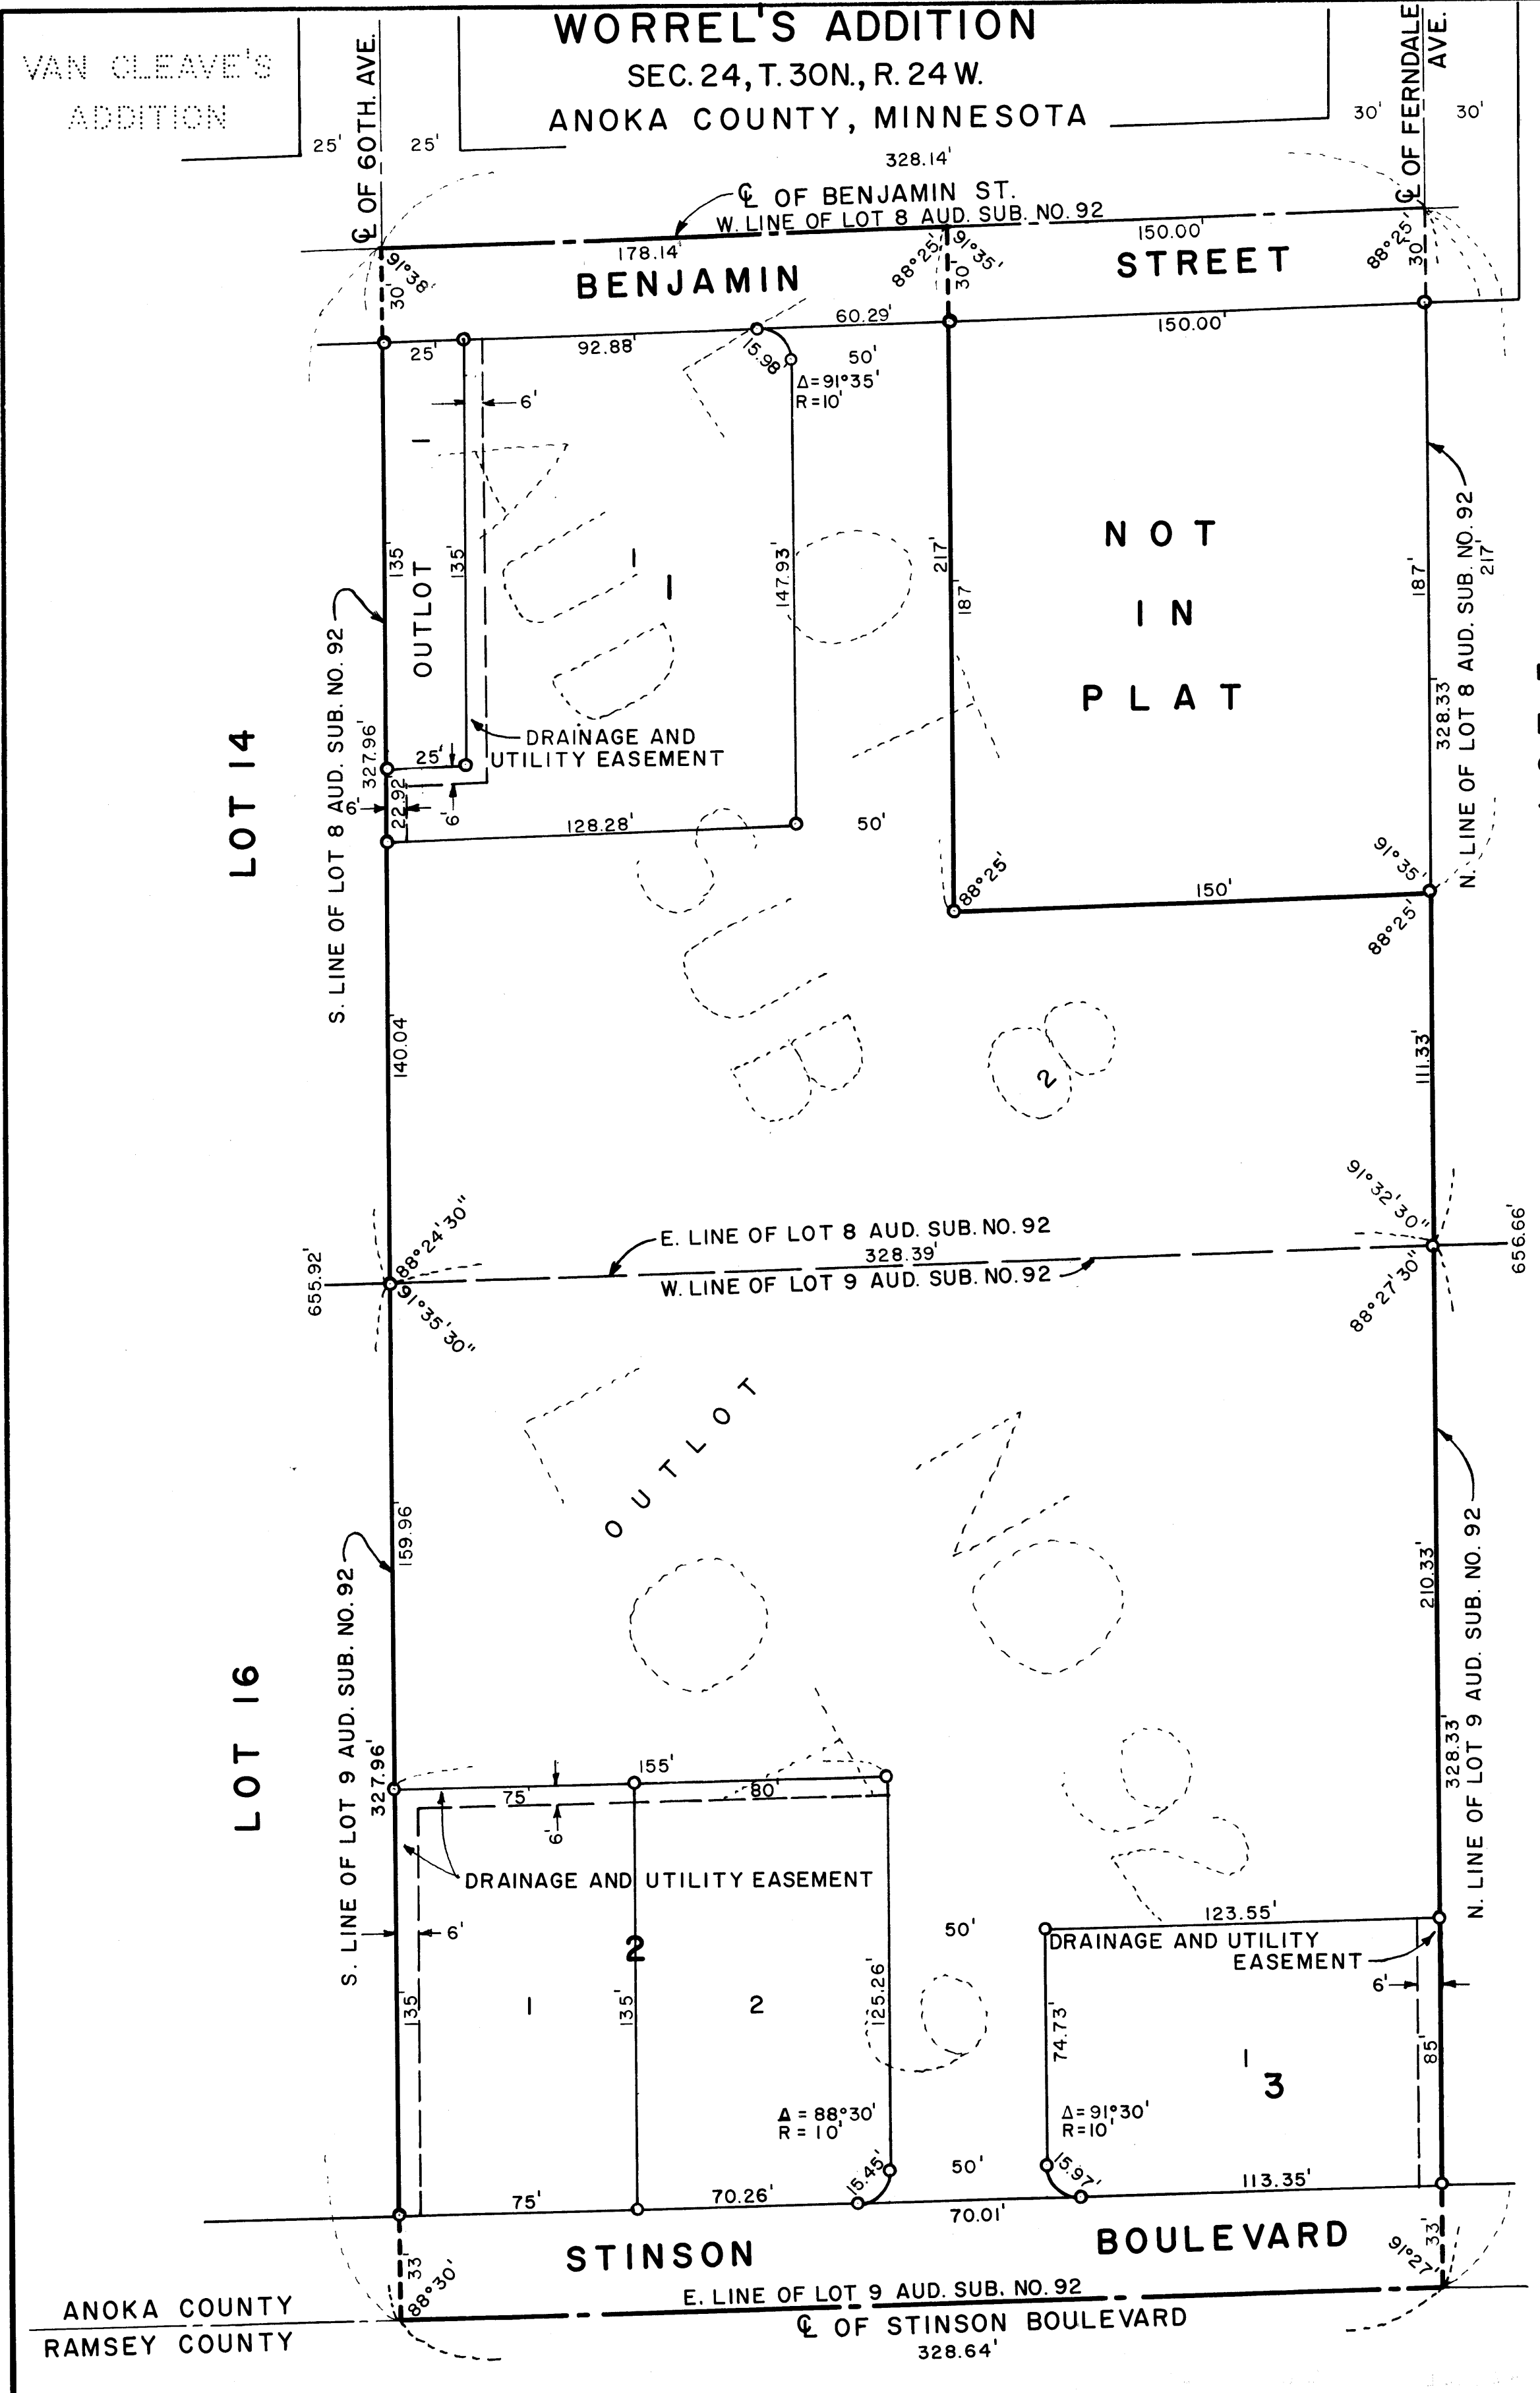 WORREL'S ADDITION
SEC. 24, T. 30N., R. 24 W.
ANOKA COUNTY, MINNESOTA
VAN CLEAVE'S
ADDITION
℄ OF 60TH. AVE.
25'
25'
℄ OF FERNDALE
AVE.
30'
30'
328.14'
℄ OF BENJAMIN ST.
W. LINE OF LOT 8 AUD. SUB. NO. 92
178.14'
150.00'
91°38'
30'
BENJAMIN STREET
88°25'
91°35'
30'
88°25'
30'
25'
92.88'
60.29'
150.00'
15.98'
50'
Δ=91°35'
R=10'
6'
OUTLOT 1
135'
135'
1
1
147.93'
217'
187'
NOT
IN
PLAT
187'
217'
N. LINE OF LOT 8 AUD. SUB. NO. 92
328.33'
S. LINE OF LOT 8 AUD. SUB. NO. 92
327.96'
LOT 14
DRAINAGE AND
UTILITY EASEMENT
25'
6'
6'
22.92'
128.28'
50'
AUD SUB NO 92
LOT 8
88°25'
150'
91°35'
88°25'
140.04'
2
111.33'
88°24'30"
91°35'30"
655.92'
E. LINE OF LOT 8 AUD. SUB. NO. 92
328.39'
W. LINE OF LOT 9 AUD. SUB. NO. 92
91°32'30"
88°27'30"
656.66'
OUTLOT
LOT 9
159.96'
210.33'
S. LINE OF LOT 9 AUD. SUB. NO. 92
327.96'
LOT 16
N. LINE OF LOT 9 AUD. SUB. NO. 92
328.33'
155'
75'
80'
6'
DRAINAGE AND UTILITY EASEMENT
6'
2
1
2
135'
135'
125.26'
50'
123.55'
DRAINAGE AND UTILITY
EASEMENT
6'
74.73'
85'
1
3
Δ = 88°30'
R = 10'
Δ=91°30'
R=10'
15.45'
50'
15.97'
75'
70.26'
70.01'
113.35'
STINSON BOULEVARD
33'
88°30'
91°27'
33'
E. LINE OF LOT 9 AUD. SUB. NO. 92
℄ OF STINSON BOULEVARD
328.64'
ANOKA COUNTY
RAMSEY COUNTY